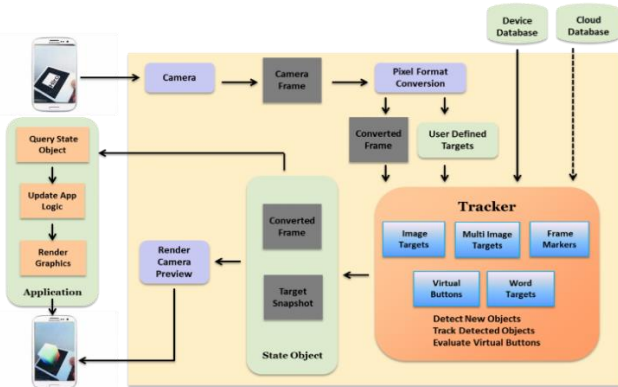 Device
Database
Cloud
Database
Camera
Camera
Frame
Pixel Format
Conversion
Converted
Frame
User Defined
Targets
Query State
Object
Update App
Logic
Render
Graphics
Application
Render
Camera
Preview
Converted
Frame
Target
Snapshot
State Object
Tracker
Image
Targets
Multi Image
Targets
Frame
Markers
Virtual
Buttons
Word
Targets
Detect New Objects
Track Detected Objects
Evaluate Virtual Buttons